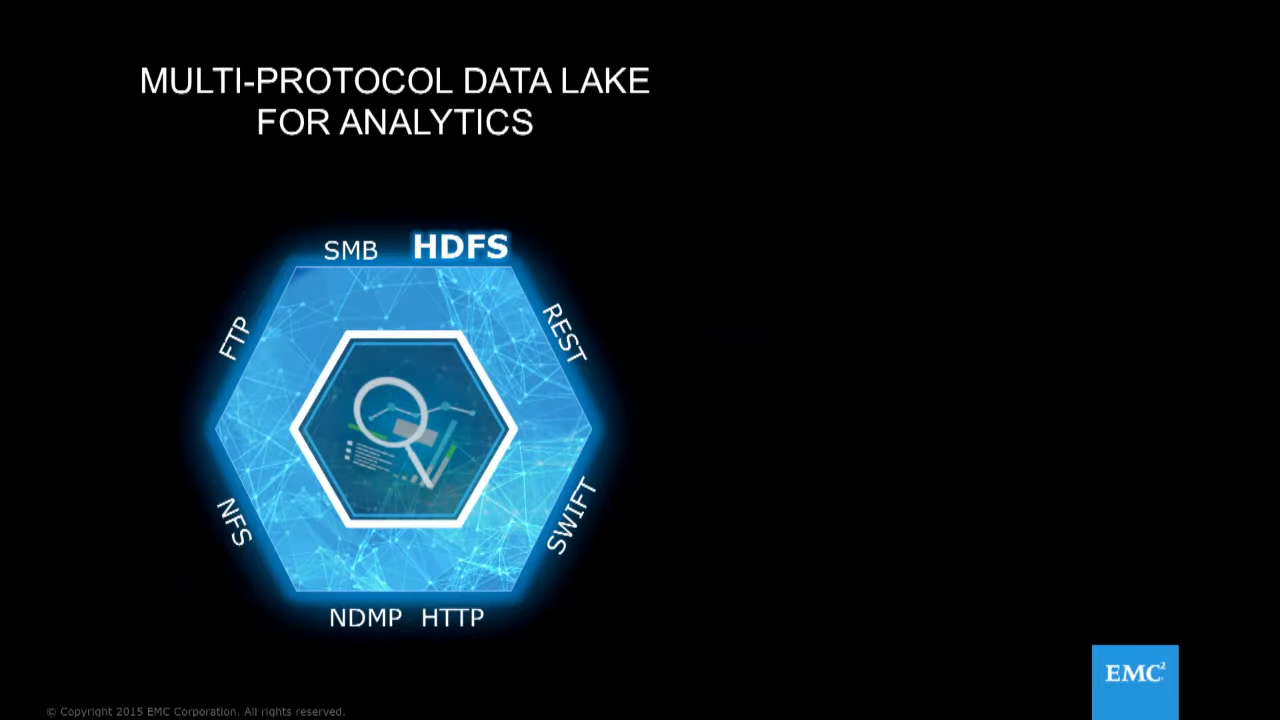 MULTI-PROTOCOL DATA LAKE
FOR ANALYTICS
SMB HDFS
FTP
REST
NFS
SWIFT
NDMP HTTP
EMC²
© Copyright 2015 EMC Corporation. All rights reserved.